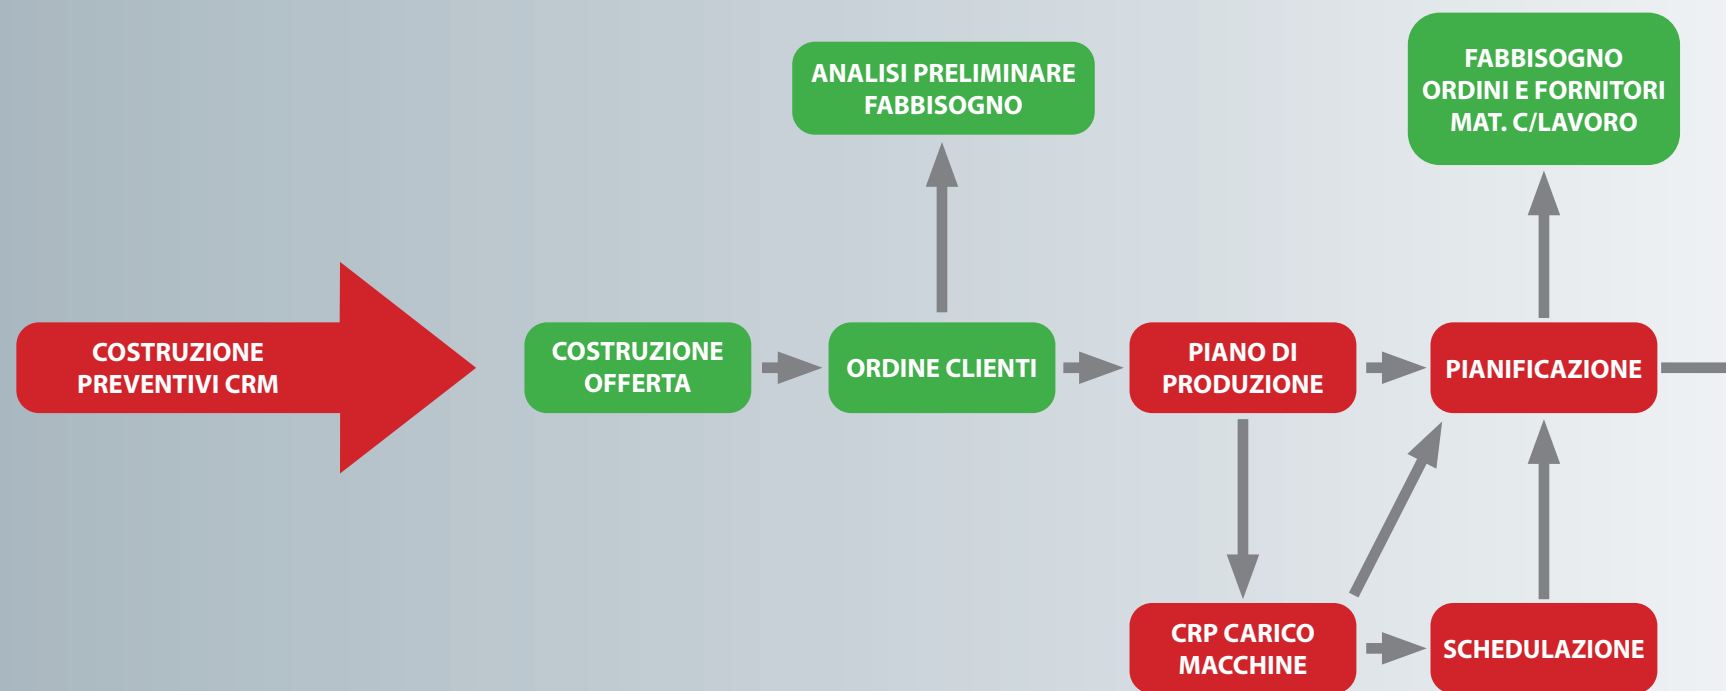 ANALISI PRELIMINARE
FABBISOGNO
FABBISOGNO
ORDINI E FORNITORI
MAT. C/LAVORO
COSTRUZIONE
PREVENTIVI CRM
COSTRUZIONE
OFFERTA
ORDINE CLIENTI
PIANO DI
PRODUZIONE
PIANIFICAZIONE
CRP CARICO
MACCHINE
SCHEDULAZIONE